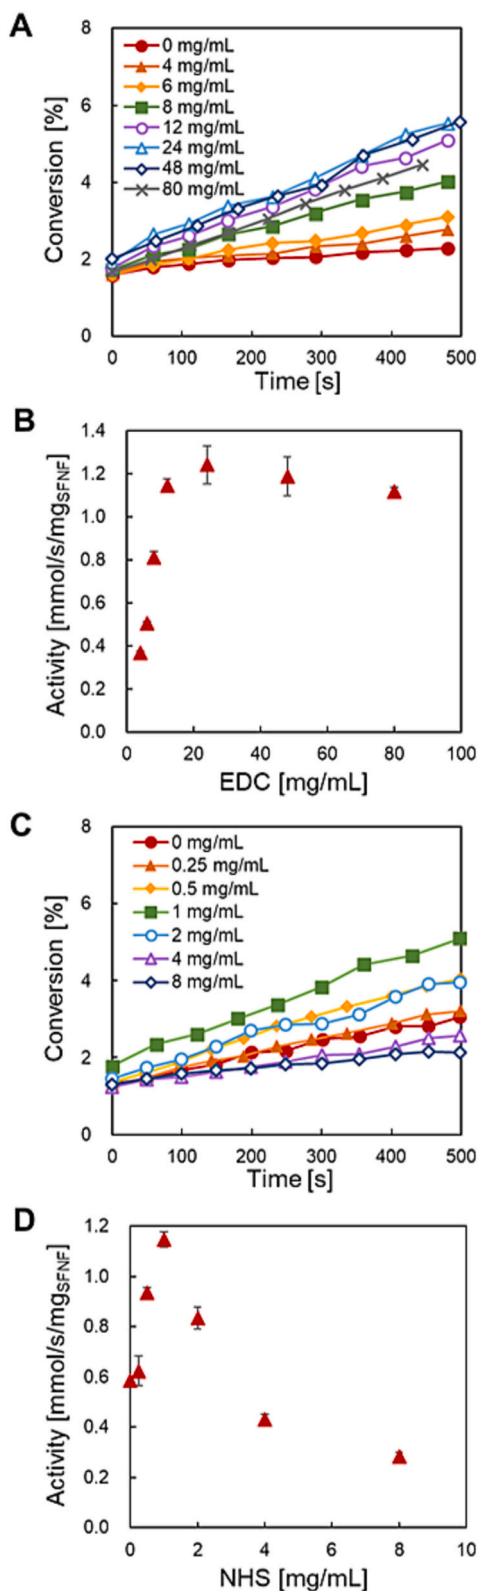 A
8
6
4
2
0
Conversion [%]
0 mg/mL
4 mg/mL
6 mg/mL
8 mg/mL
12 mg/mL
24 mg/mL
48 mg/mL
80 mg/mL
0 100 200 300 400 500
Time [s]
B
1.4
1.2
1.0
0.8
0.6
0.4
0.2
0.0
Activity [mmol/s/mgSFNF]
0 20 40 60 80 100
EDC [mg/mL]
C
8
6
4
2
0
Conversion [%]
0 mg/mL
0.25 mg/mL
0.5 mg/mL
1 mg/mL
2 mg/mL
4 mg/mL
8 mg/mL
0 100 200 300 400 500
Time [s]
D
1.2
1.0
0.8
0.6
0.4
0.2
0.0
Activity [mmol/s/mgSFNF]
0 2 4 6 8 10
NHS [mg/mL]